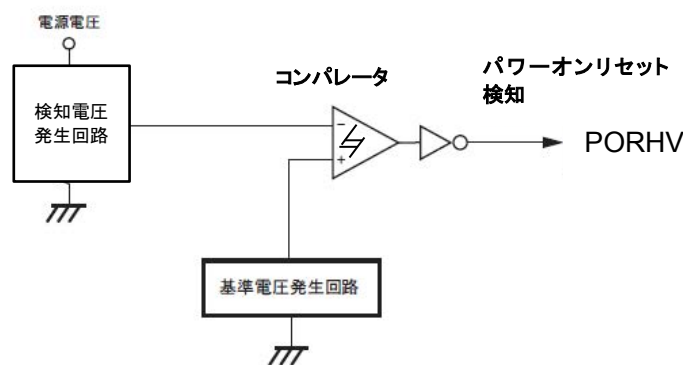 電源電圧
検知電圧
発生回路
コンパレータ
パワーオンリセット
検知
−
+
PORHV
基準電圧発生回路